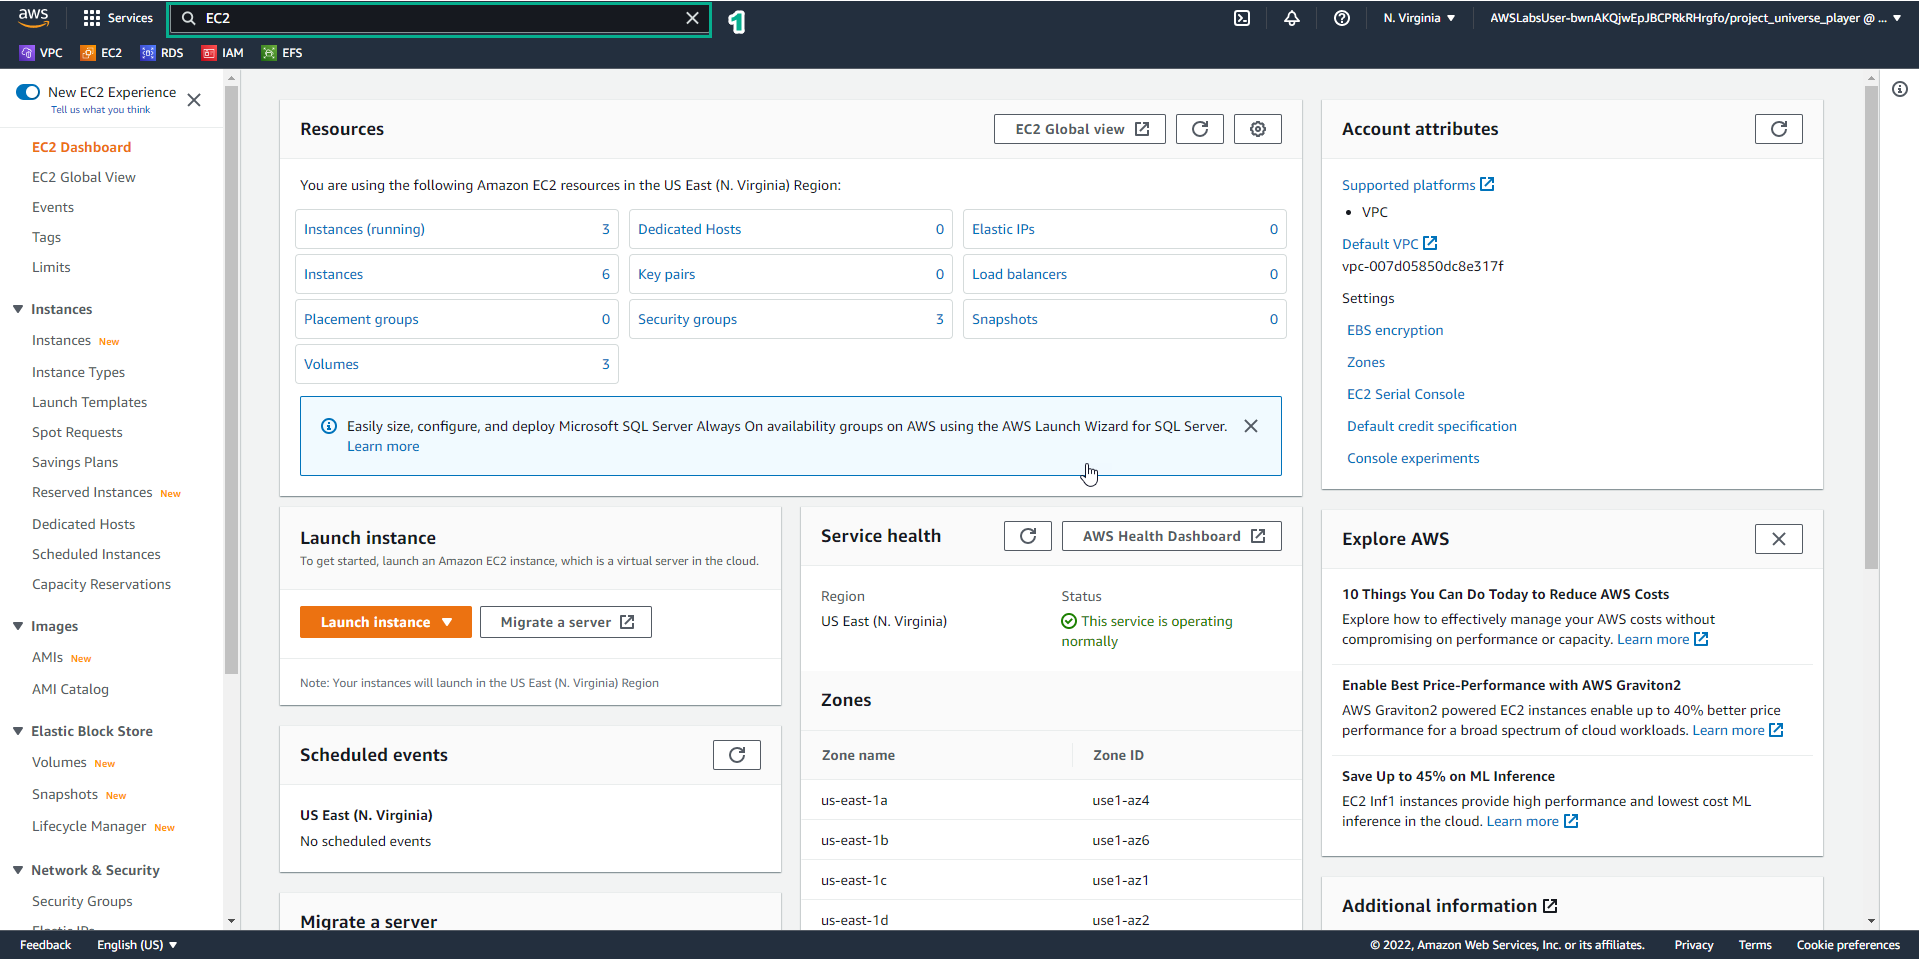 aws
Services
EC2
1
N. Virginia
AWSLabsUser-bwnAKQjwEpJBCPRkRHrgfo/project_universe_player @ ...
VPC
EC2
RDS
IAM
EFS
New EC2 Experience
Tell us what you think
EC2 Dashboard
EC2 Global View
Events
Tags
Limits
Instances
Instances New
Instance Types
Launch Templates
Spot Requests
Savings Plans
Reserved Instances New
Dedicated Hosts
Scheduled Instances
Capacity Reservations
Images
AMIs New
AMI Catalog
Elastic Block Store
Volumes New
Snapshots New
Lifecycle Manager New
Network & Security
Security Groups
Elastic IPs
Resources
EC2 Global view
You are using the following Amazon EC2 resources in the US East (N. Virginia) Region:
Instances (running) 3
Dedicated Hosts 0
Elastic IPs 0
Instances 6
Key pairs 0
Load balancers 0
Placement groups 0
Security groups 3
Snapshots 0
Volumes 3
Easily size, configure, and deploy Microsoft SQL Server Always On availability groups on AWS using the AWS Launch Wizard for SQL Server.
Learn more
Launch instance
To get started, launch an Amazon EC2 instance, which is a virtual server in the cloud.
Launch instance
Migrate a server
Note: Your instances will launch in the US East (N. Virginia) Region
Scheduled events
US East (N. Virginia)
No scheduled events
Migrate a server
Service health
AWS Health Dashboard
Region
US East (N. Virginia)
Status
This service is operating
normally
Zones
Zone name Zone ID
us-east-1a use1-az4
us-east-1b use1-az6
us-east-1c use1-az1
us-east-1d use1-az2
Account attributes
Supported platforms
• VPC
Default VPC
vpc-007d05850dc8e317f
Settings
EBS encryption
Zones
EC2 Serial Console
Default credit specification
Console experiments
Explore AWS
10 Things You Can Do Today to Reduce AWS Costs
Explore how to effectively manage your AWS costs without
compromising on performance or capacity. Learn more
Enable Best Price-Performance with AWS Graviton2
AWS Graviton2 powered EC2 instances enable up to 40% better price
performance for a broad spectrum of cloud workloads. Learn more
Save Up to 45% on ML Inference
EC2 Inf1 instances provide high performance and lowest cost ML
inference in the cloud. Learn more
Additional information
Feedback
English (US)
© 2022, Amazon Web Services, Inc. or its affiliates.
Privacy
Terms
Cookie preferences